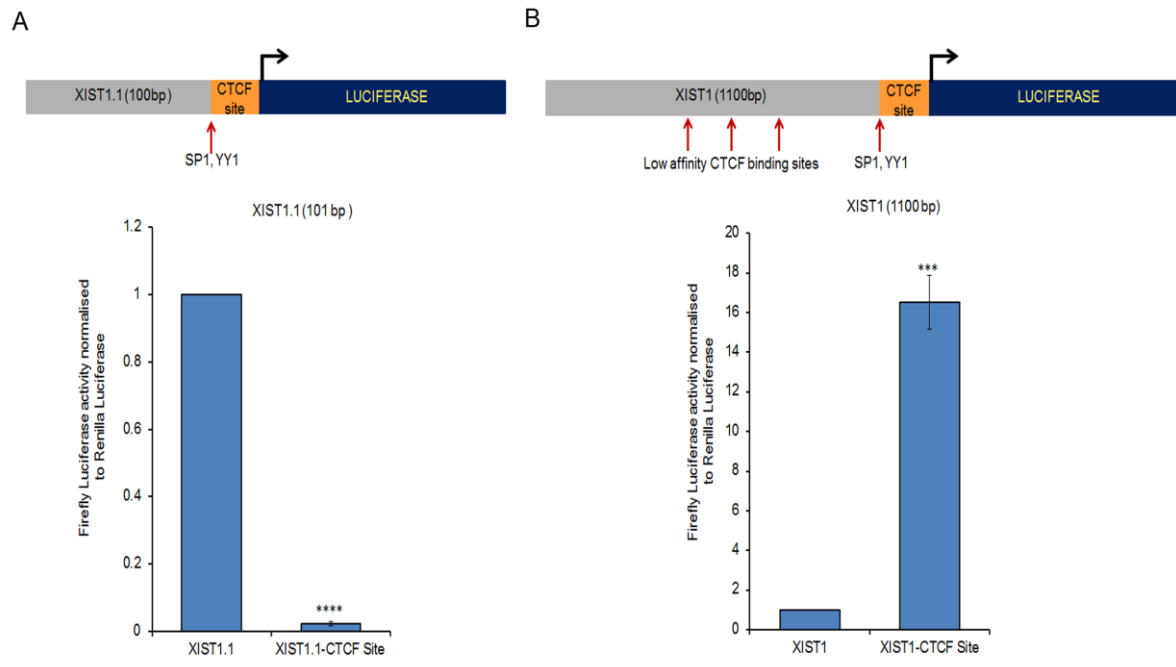 A
XIST1.1 (100bp)
CTCF
site
LUCIFERASE
SP1, YY1
XIST1.1 (101 bp )
Firefly Luciferase activity normalised
to Renilla Luciferase
1.2
1
0.8
0.6
0.4
0.2
0
****
XIST1.1
XIST1.1-CTCF Site
B
XIST1 (1100bp)
CTCF
site
LUCIFERASE
Low affinity CTCF binding sites
SP1, YY1
XIST1 (1100bp)
Firefly Luciferase activity normalised
to Renilla Luciferase
20
18
16
14
12
10
8
6
4
2
0
***
XIST1
XIST1-CTCF Site